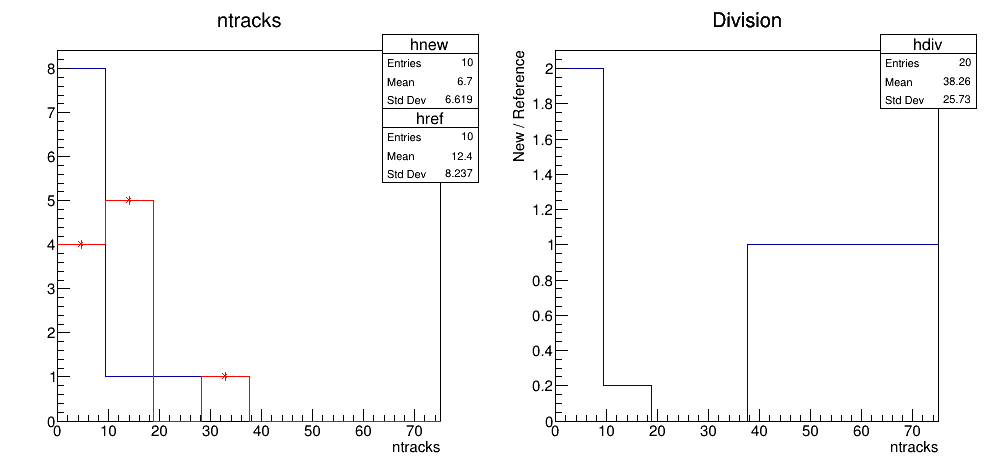 ntracks
hnew
Entries 10
Mean 6.7
Std Dev 6.619
href
Entries 10
Mean 12.4
Std Dev 8.237
8
7
6
5
4
3
2
1
0
0 10 20 30 40 50 60 70
ntracks
Division
hdiv
Entries 20
Mean 38.26
Std Dev 25.73
New / Reference
2
1.8
1.6
1.4
1.2
1
0.8
0.6
0.4
0.2
0
0 10 20 30 40 50 60 70
ntracks